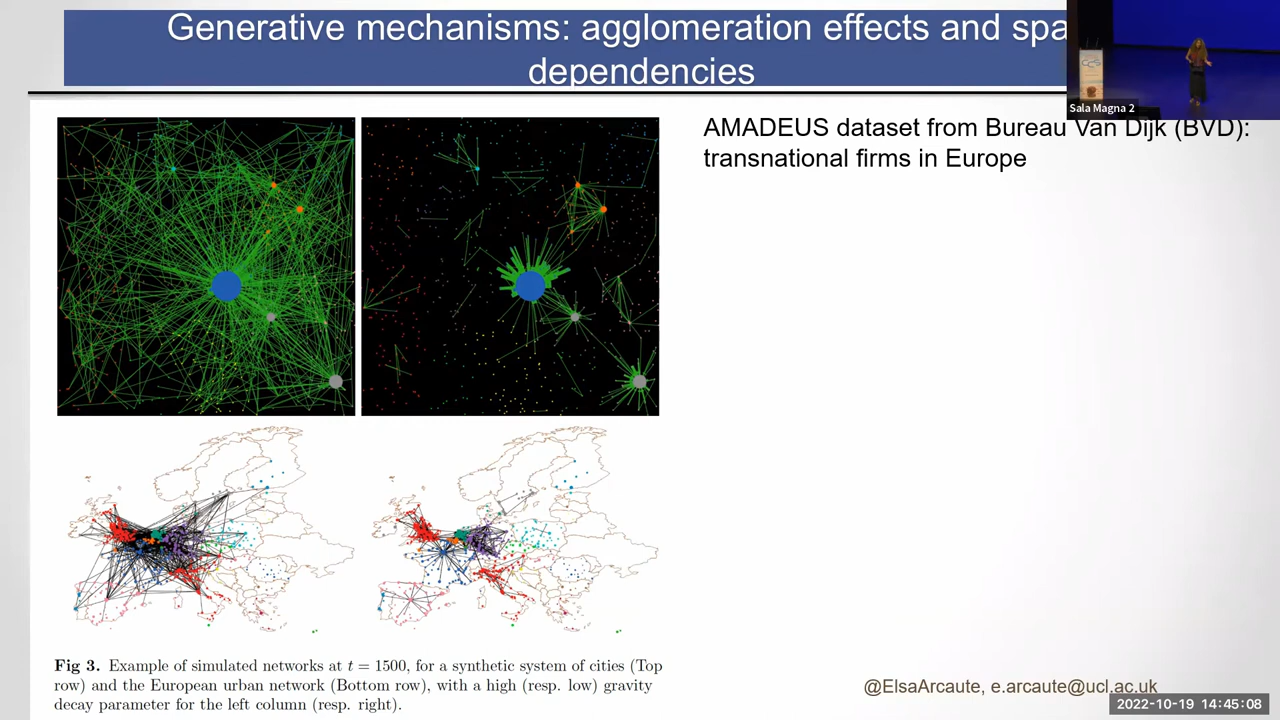 Generative mechanisms: agglomeration effects and spa
dependencies
Sala Magna 2
AMADEUS dataset from Bureau Van Dijk (BVD):
transnational firms in Europe
Fig 3. Example of simulated networks at t = 1500, for a synthetic system of cities (Top
row) and the European urban network (Bottom row), with a high (resp. low) gravity
decay parameter for the left column (resp. right).
@ElsaArcaute, e.arcaute@ucl.ac.uk
2022-10-19 14:45:08